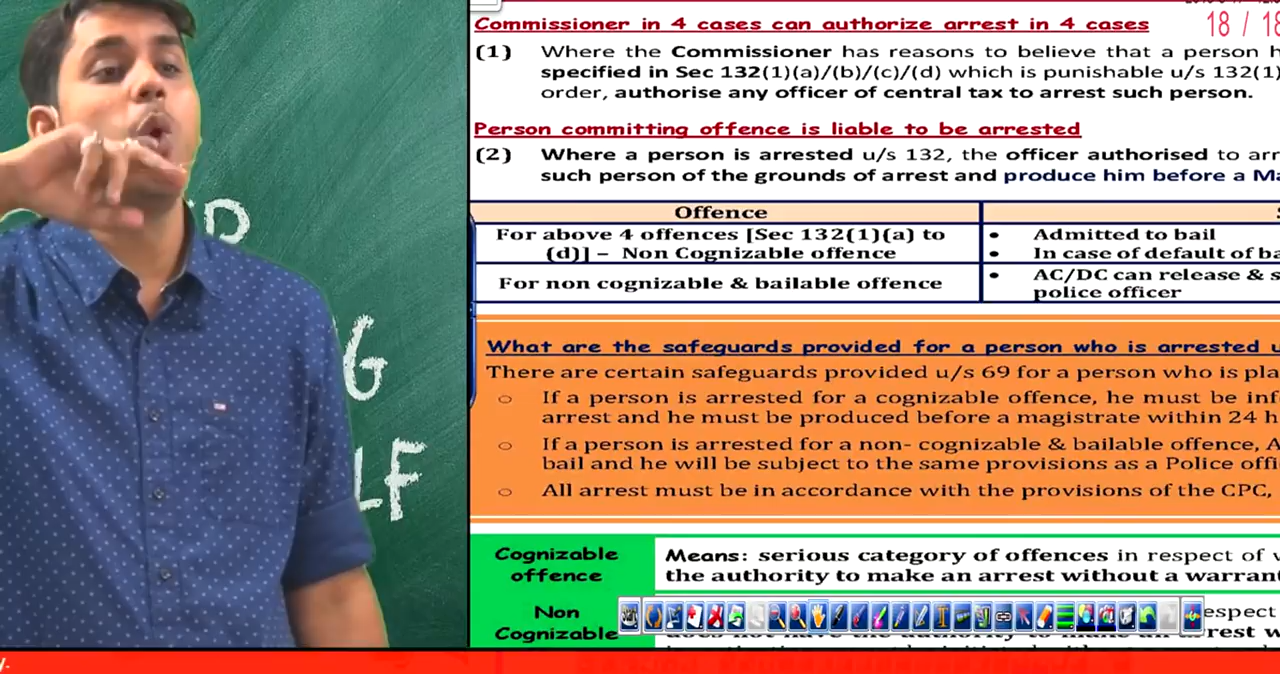 Commissioner in 4 cases can authorize arrest in 4 cases
18 / 18
(1) Where the Commissioner has reasons to believe that a person h
specified in Sec 132(1)(a)/(b)/(c)/(d) which is punishable u/s 132(1)
order, authorise any officer of central tax to arrest such person.
Person committing offence is liable to be arrested
(2) Where a person is arrested u/s 132, the officer authorised to arr
such person of the grounds of arrest and produce him before a Ma
Offence
For above 4 offences [Sec 132(1)(a) to
(d)] – Non Cognizable offence
• Admitted to bail
• In case of default of ba
For non cognizable & bailable offence
• AC/DC can release & s
police officer
What are the safeguards provided for a person who is arrested u
There are certain safeguards provided u/s 69 for a person who is pla
○ If a person is arrested for a cognizable offence, he must be inf
arrest and he must be produced before a magistrate within 24 h
○ If a person is arrested for a non- cognizable & bailable offence, A
bail and he will be subject to the same provisions as a Police offi
○ All arrest must be in accordance with the provisions of the CPC,
Cognizable
offence
Means: serious category of offences in respect of v
the authority to make an arrest without a warrant
Non
Cognizable
espect
rest w
G
LF
y.